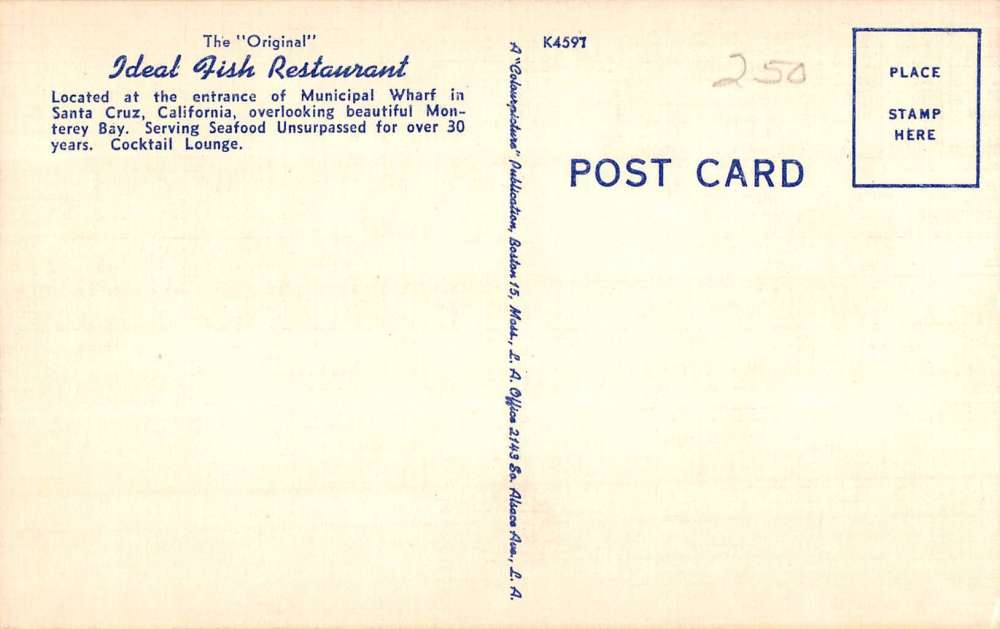 The "Original"
Ideal Fish Restaurant
Located at the entrance of Municipal Wharf in
Santa Cruz, California, overlooking beautiful Mon-
terey Bay. Serving Seafood Unsurpassed for over 30
years. Cocktail Lounge.
A "Colourpicture" Publication, Boston 15, Mass., L. A. Office 2143 So. Alsace Ave., L. A.
K4597
250
POST CARD
PLACE
STAMP
HERE